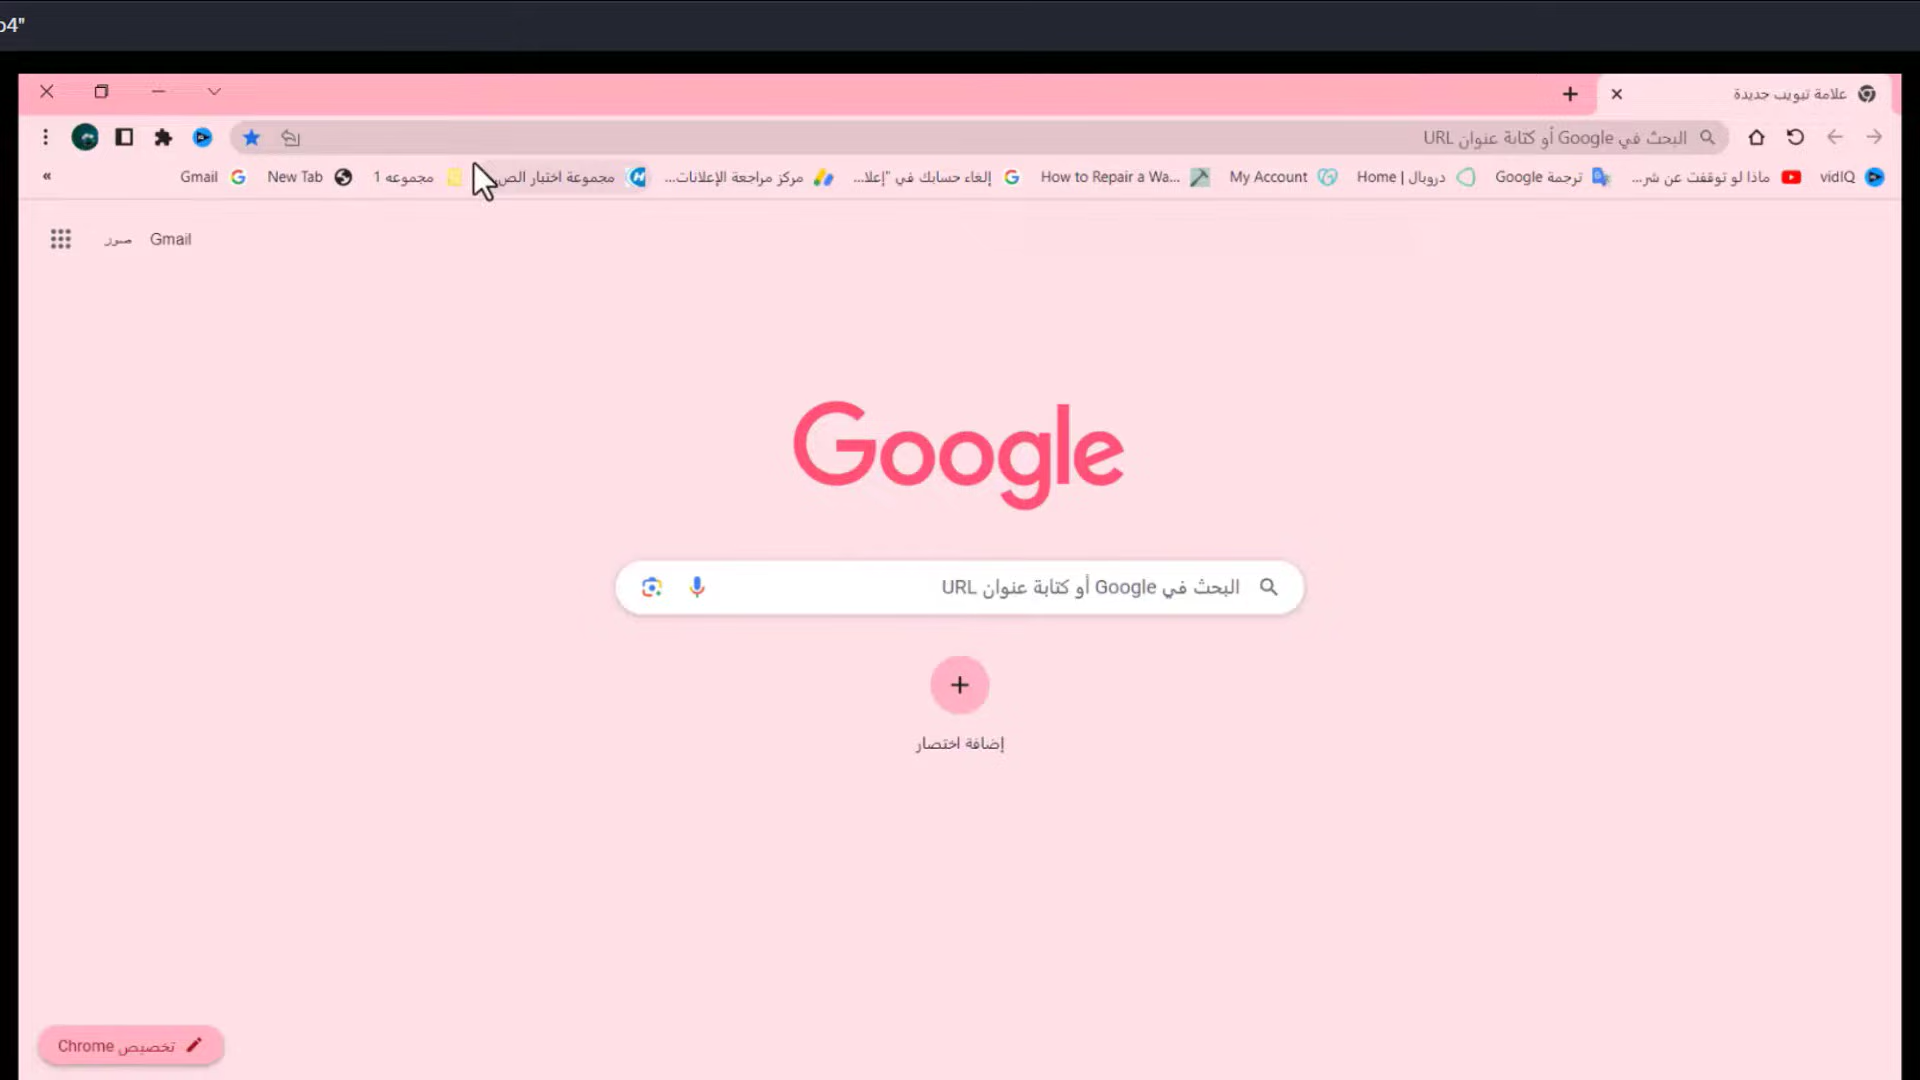 p4"
علامة تبويب جديدة
البحث في Google أو كتابة عنوان URL
vidIQ
ماذا لو توقفت عن شر...
ترجمة Google
دروبال | Home
My Account
How to Repair a Wa...
إلغاء حسابك في "إعلا...
مركز مراجعة الإعلانات...
مجموعة اختبار الص
مجموعه 1
New Tab
Gmail
«
Gmail
صور
Google
البحث في Google أو كتابة عنوان URL
إضافة اختصار
تخصيص Chrome